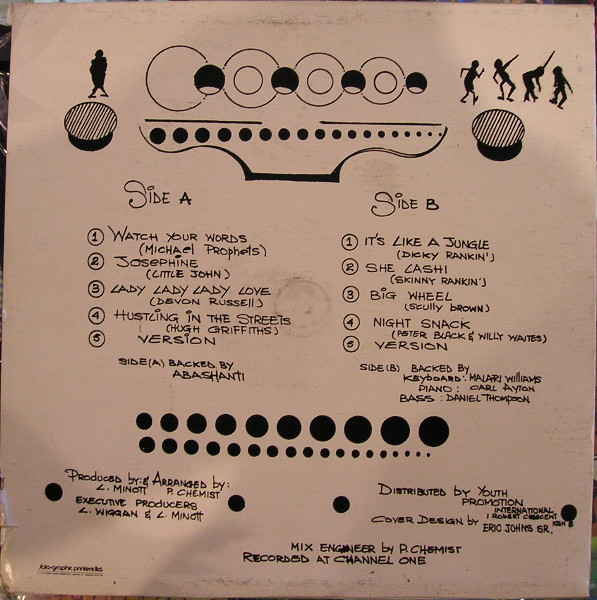 SIDE A
1 WATCH YOUR WORDS
(MICHAEL PROPHETS)
2 JOSEPHINE
(LITTLE JOHN)
3 LADY LADY LADY LOVE
(DEVON RUSSELL)
4 HUSTLING IN THE STREETS
(HUGH GRIFFITHS)
5 VERSION
SIDE(A) BACKED BY
ABASHANTI
SIDE B
1 IT'S LIKE A JUNGLE
(DICKY RANKIN')
2 SHE LASH!
(SKINNY RANKIN')
3 BIG WHEEL
(SCULLY BROWN)
4 NIGHT SNACK
(PETER BLACK & WILLY WAITES)
5 VERSION
SIDE(B) BACKED BY
KEYBOARD: MALARI WILLIAMS
PIANO: CARL AYTON
BASS: DANIEL THOMPSON
PRODUCED BY: & ARRANGED BY:
L. MINOTT P. CHEMIST
EXECUTIVE PRODUCERS
L. WIGGAN & L. MINOTT
DISTRIBUTED BY YOUTH
PROMOTION
INTERNATIONAL
1 ROBERT CRESCENT
KGN 5
COVER DESIGN BY ERIC JOHNS SR.
MIX ENGINEER BY P. CHEMIST
RECORDED AT CHANNEL ONE